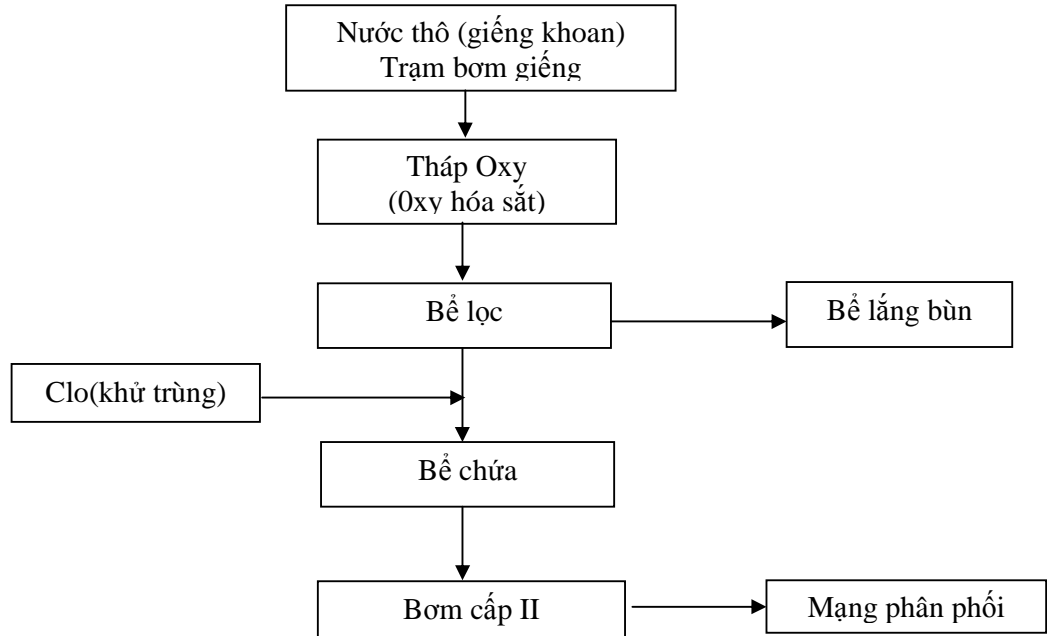 Nước thô (giếng khoan)
Trạm bơm giếng
Tháp Oxy
(0xy hóa sắt)
Bể lọc
Bể lắng bùn
Clo(khử trùng)
Bể chứa
Bơm cấp II
Mạng phân phối